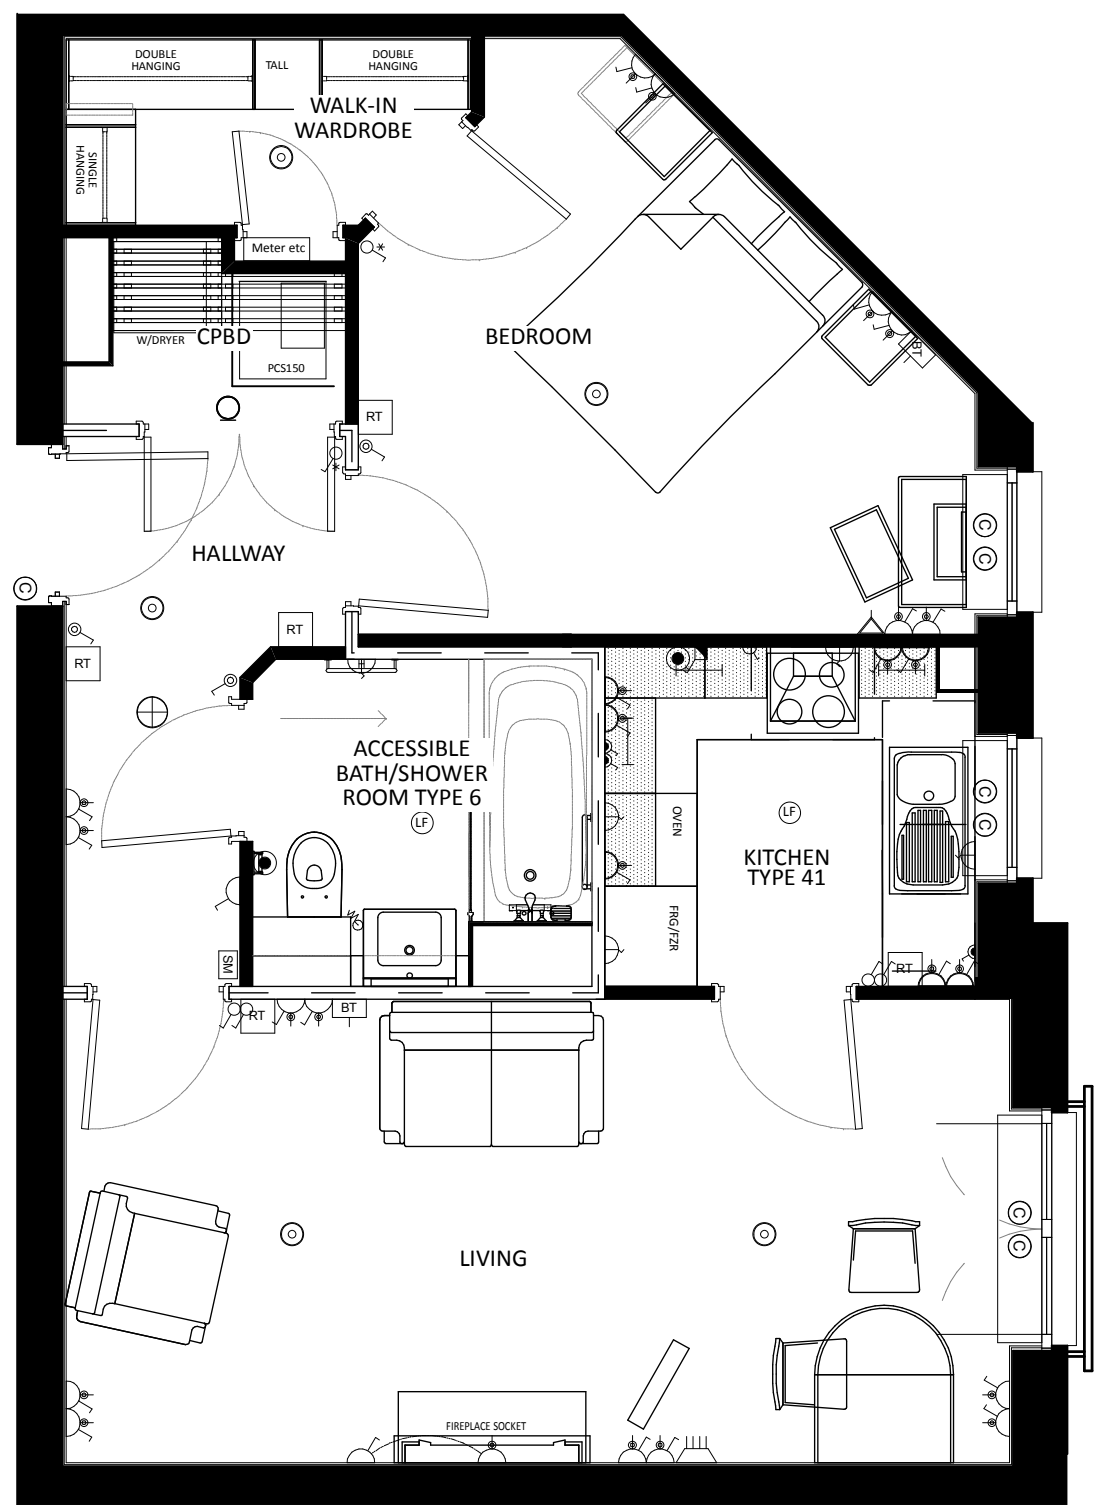 DOUBLE
HANGING
TALL
DOUBLE
HANGING
WALK-IN
WARDROBE
SINGLE
HANGING
Meter etc
*
W/DRYER
CPBD
BEDROOM
PCS150
BT
RT
*
C
C
HALLWAY
C
RT
RT
ACCESSIBLE
BATH/SHOWER
ROOM TYPE 6
LF
C
C
OVEN
LF
KITCHEN
TYPE 41
FRG/FZR
SM
RT
RT
BT
C
C
LIVING
FIREPLACE SOCKET